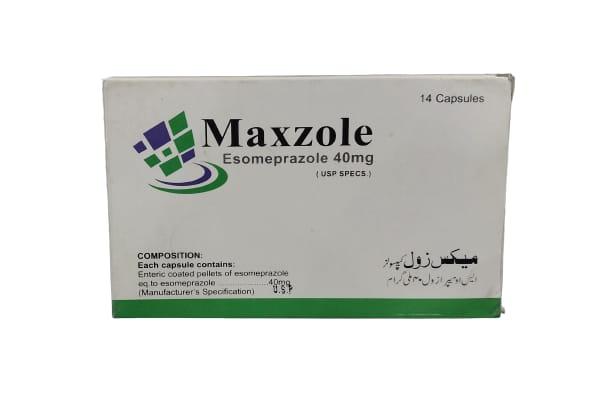 14 Capsules
Maxzole
Esomeprazole 40mg
( USP SPECS.)
COMPOSITION:
Each capsule contains:
Enteric coated pellets of esomeprazole
eq.to esomeprazole ........................40mg
(Manufacturer's Specification) U.S.P
میکس زول کیپسولز
ایس اومیپرازول ۴۰ ملی گرام